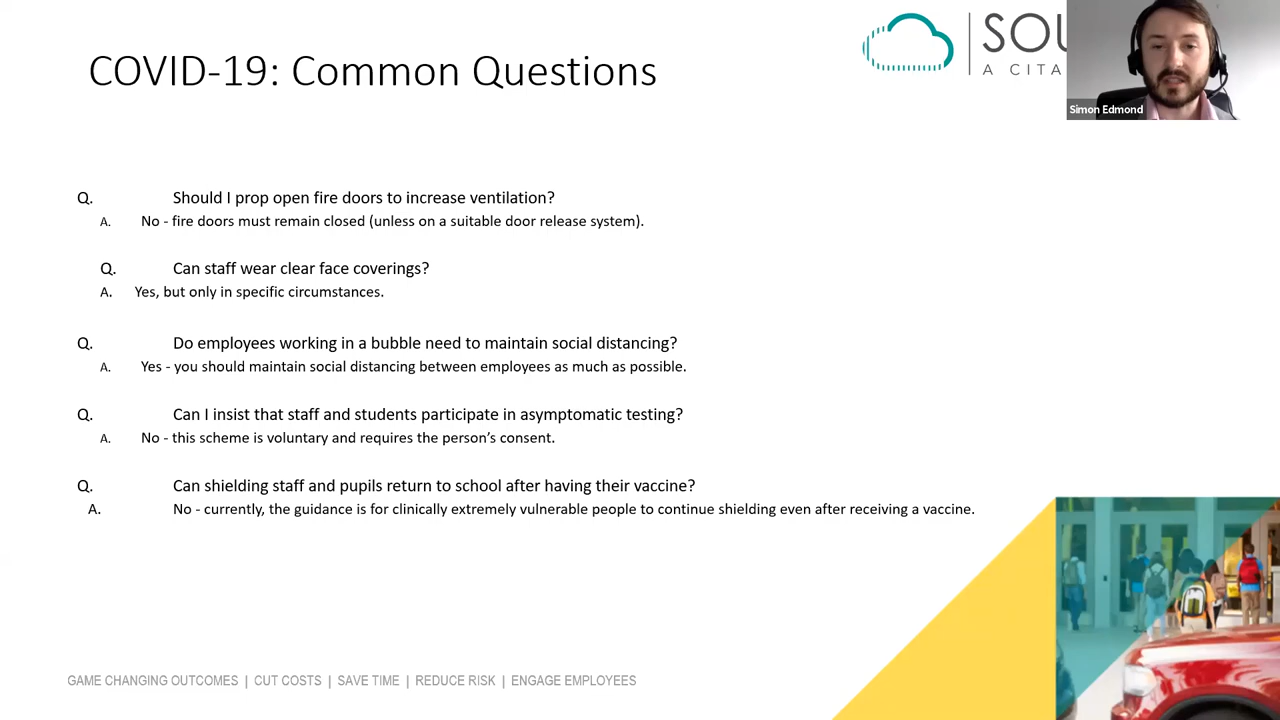 COVID-19: Common Questions
SOU
A CITA
Simon Edmond
Q. Should I prop open fire doors to increase ventilation?
A. No - fire doors must remain closed (unless on a suitable door release system).
Q. Can staff wear clear face coverings?
A. Yes, but only in specific circumstances.
Q. Do employees working in a bubble need to maintain social distancing?
A. Yes - you should maintain social distancing between employees as much as possible.
Q. Can I insist that staff and students participate in asymptomatic testing?
A. No - this scheme is voluntary and requires the person’s consent.
Q. Can shielding staff and pupils return to school after having their vaccine?
A. No - currently, the guidance is for clinically extremely vulnerable people to continue shielding even after receiving a vaccine.
GAME CHANGING OUTCOMES | CUT COSTS | SAVE TIME | REDUCE RISK | ENGAGE EMPLOYEES